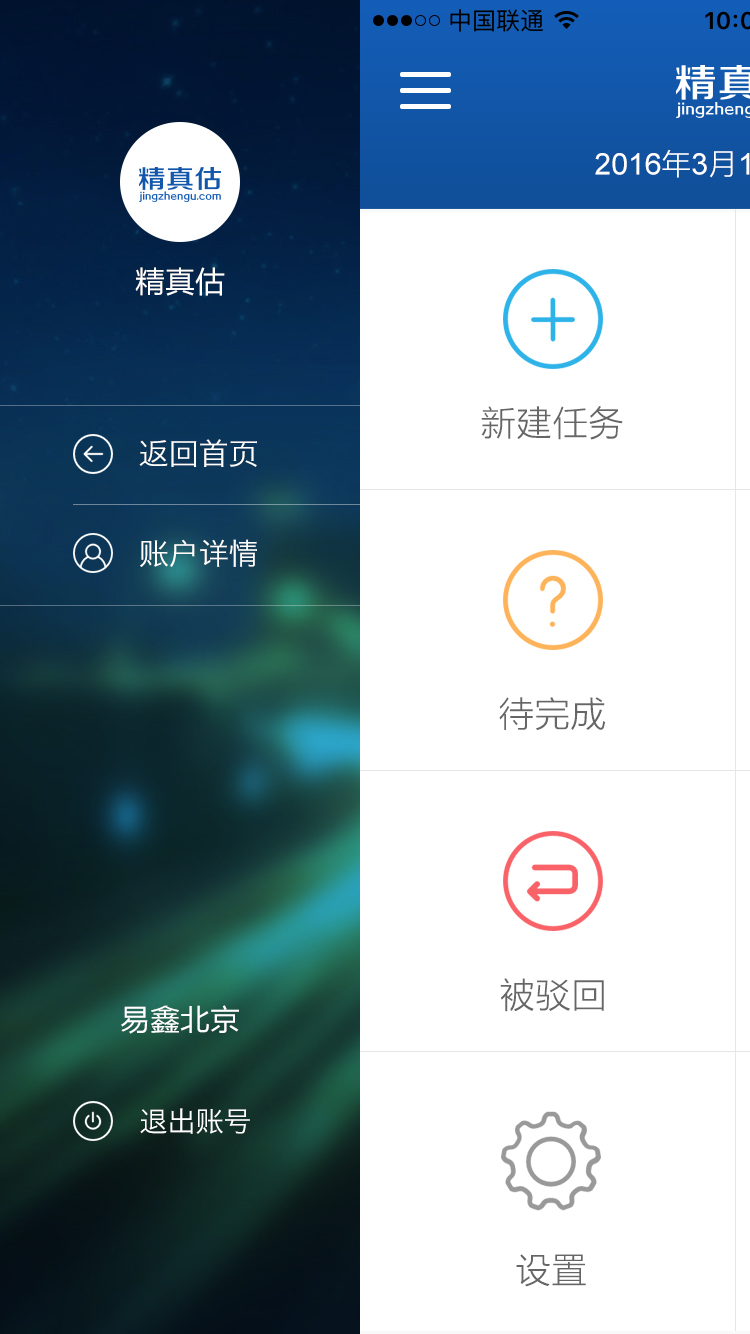 精真估
jingzhengu.com
精真估
返回首页
账户详情
易鑫北京
退出账号
中国联通
10:0
精真
jingzheng
2016年3月1
新建任务
待完成
被驳回
设置